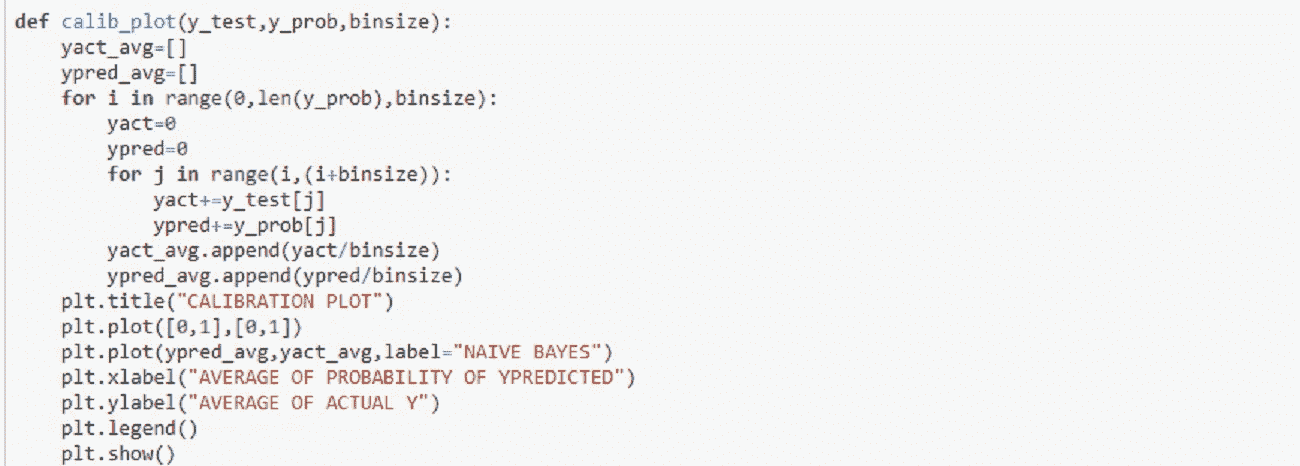 def calib_plot(y_test,y_prob,binsize):
    yact_avg=[]
    ypred_avg=[]
    for i in range(0,len(y_prob),binsize):
        yact=0
        ypred=0
        for j in range(i,(i+binsize)):
            yact+=y_test[j]
            ypred+=y_prob[j]
        yact_avg.append(yact/binsize)
        ypred_avg.append(ypred/binsize)
    plt.title("CALIBRATION PLOT")
    plt.plot([0,1],[0,1])
    plt.plot(ypred_avg,yact_avg,label="NAIVE BAYES")
    plt.xlabel("AVERAGE OF PROBABILITY OF YPREDICTED")
    plt.ylabel("AVERAGE OF ACTUAL Y")
    plt.legend()
    plt.show()